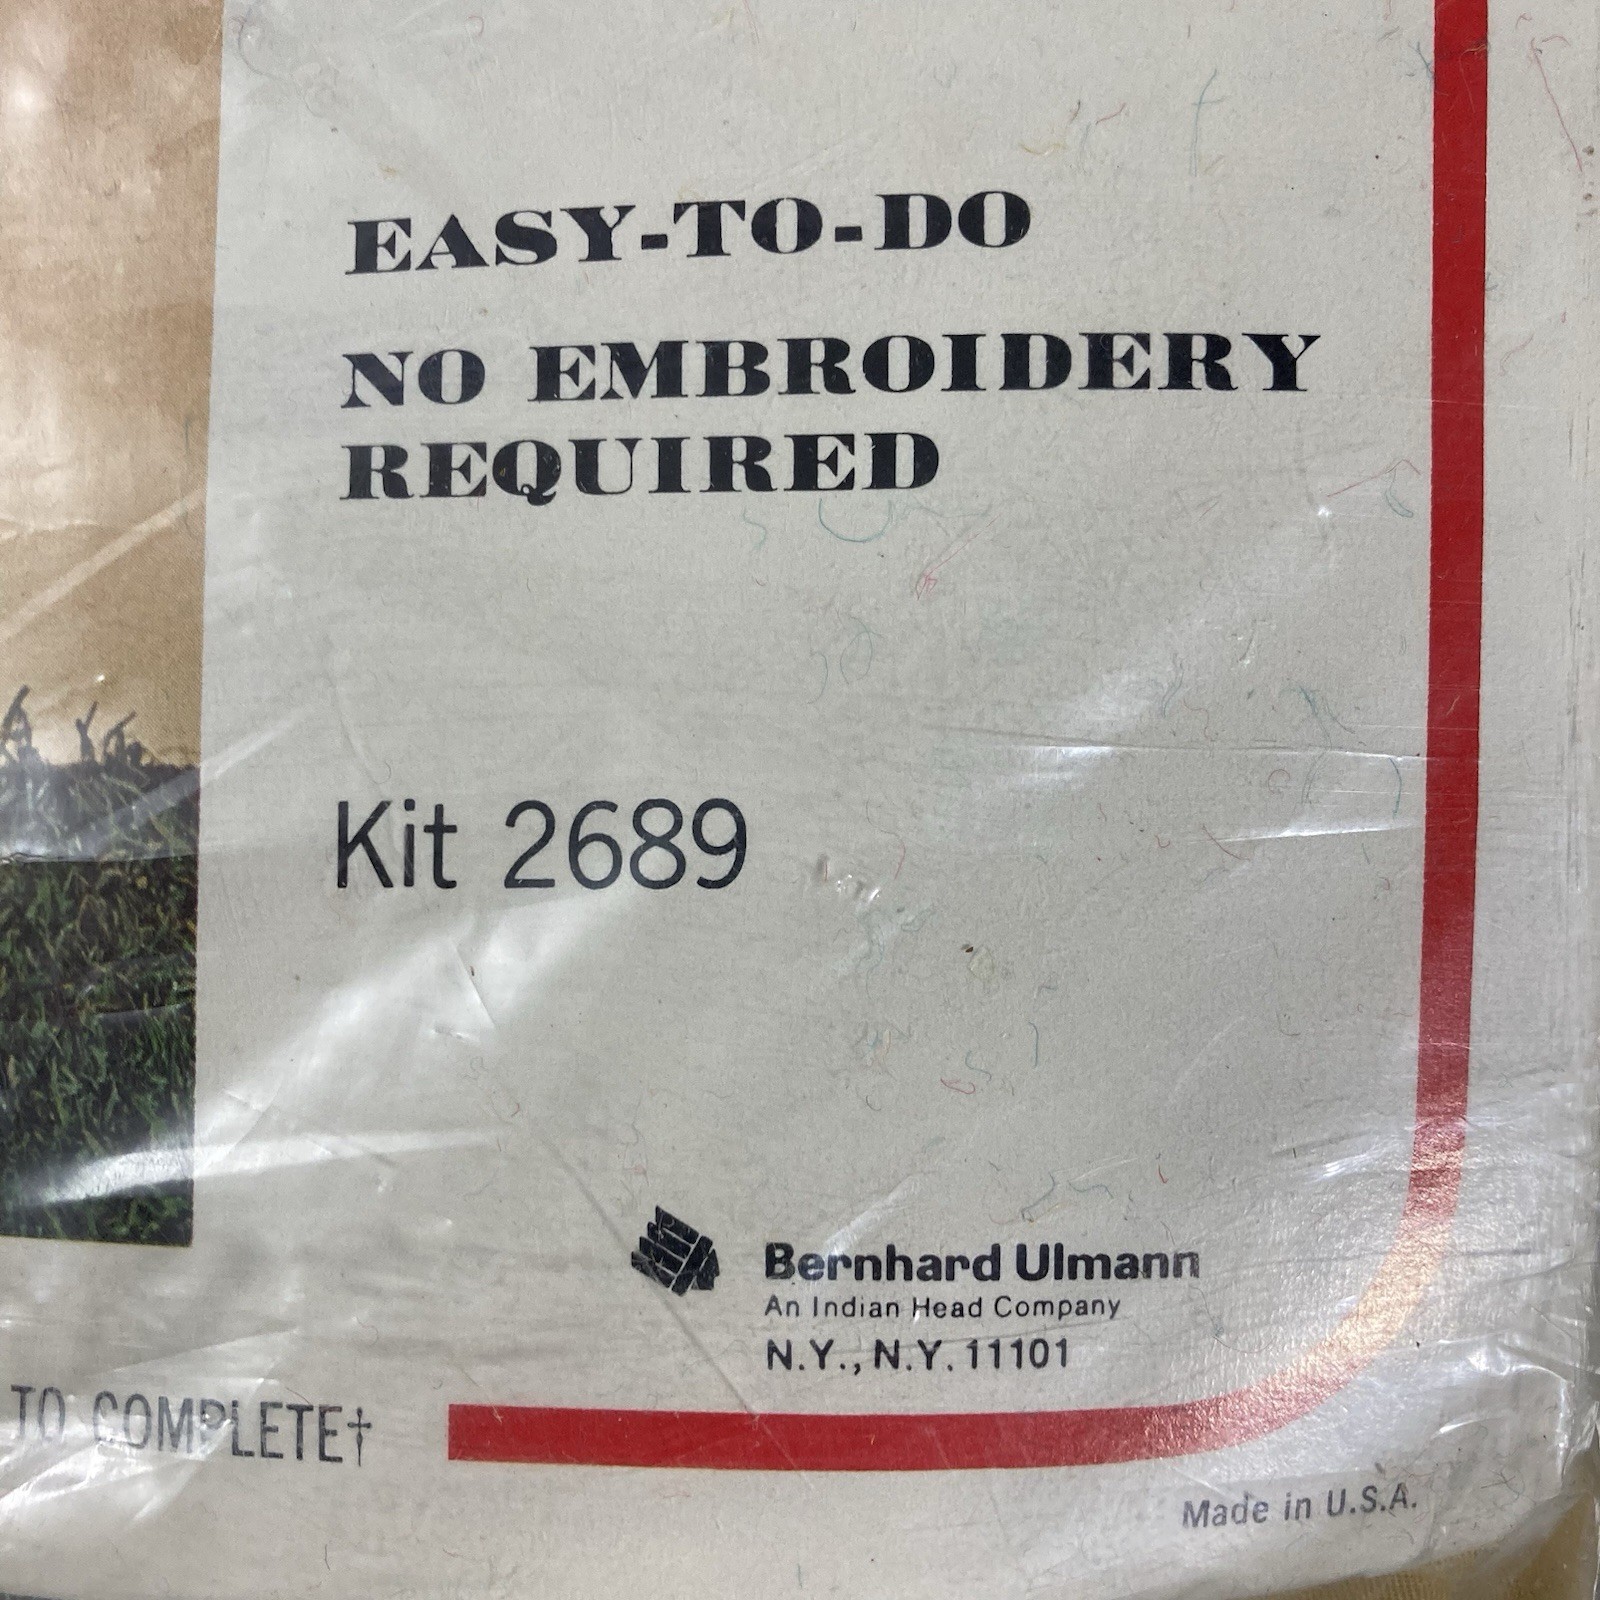 EASY-TO-DO
NO EMBROIDERY
REQUIRED
Kit 2689
Bernhard Ulmann
An Indian Head Company
N.Y., N.Y. 11101
TO COMPLETE†
Made in U.S.A.